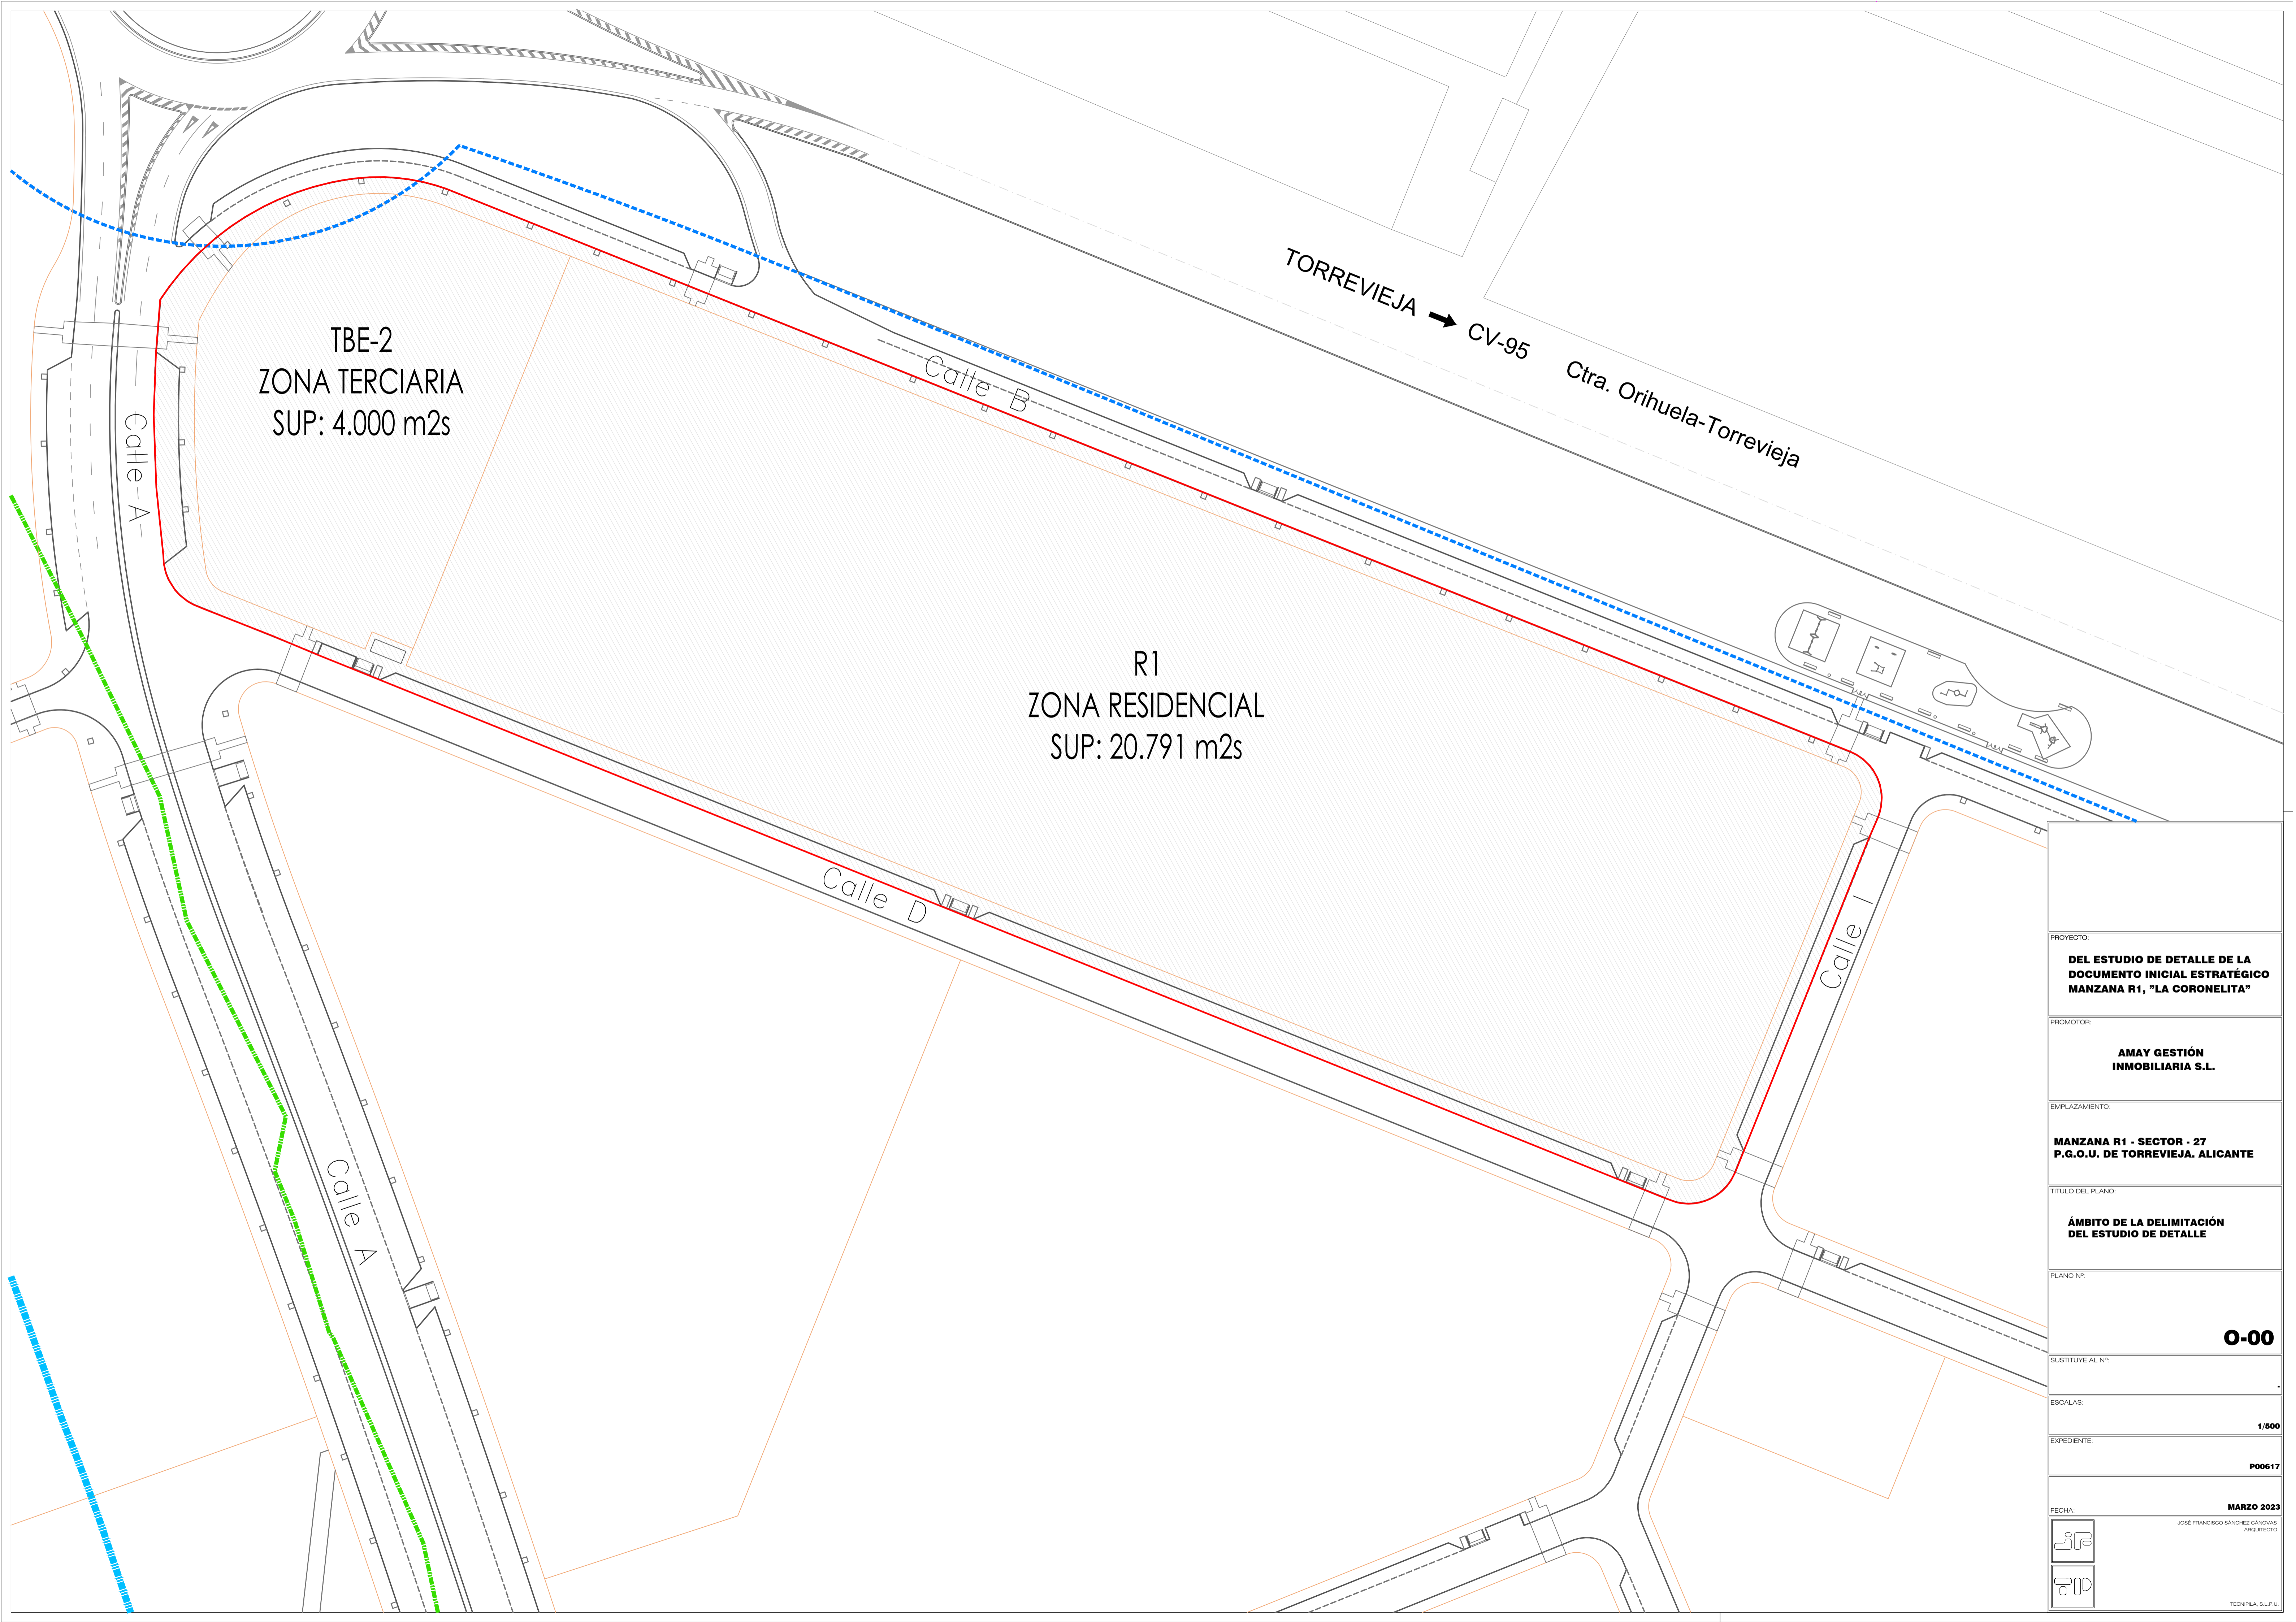 TORREVIEJA CV-95 Ctra. Orihuela-Torrevieja
TBE-2
ZONA TERCIARIA
SUP: 4.000 m2s
Calle A
Calle B
R1
ZONA RESIDENCIAL
SUP: 20.791 m2s
Calle D
Calle I
Calle A
PROYECTO:
DEL ESTUDIO DE DETALLE DE LA
DOCUMENTO INICIAL ESTRATÉGICO
MANZANA R1, ”LA CORONELITA”
PROMOTOR:
AMAY GESTIÓN
INMOBILIARIA S.L.
EMPLAZAMIENTO:
MANZANA R1 - SECTOR - 27
P.G.O.U. DE TORREVIEJA. ALICANTE
TITULO DEL PLANO:
ÁMBITO DE LA DELIMITACIÓN
DEL ESTUDIO DE DETALLE
PLANO Nº:
O-00
SUSTITUYE AL Nº:
-
ESCALAS:
1/500
EXPEDIENTE:
P00617
FECHA:
MARZO 2023
JOSÉ FRANCISCO SÁNCHEZ CÁNOVAS
ARQUITECTO
TECNIPILA, S.L.P.U.